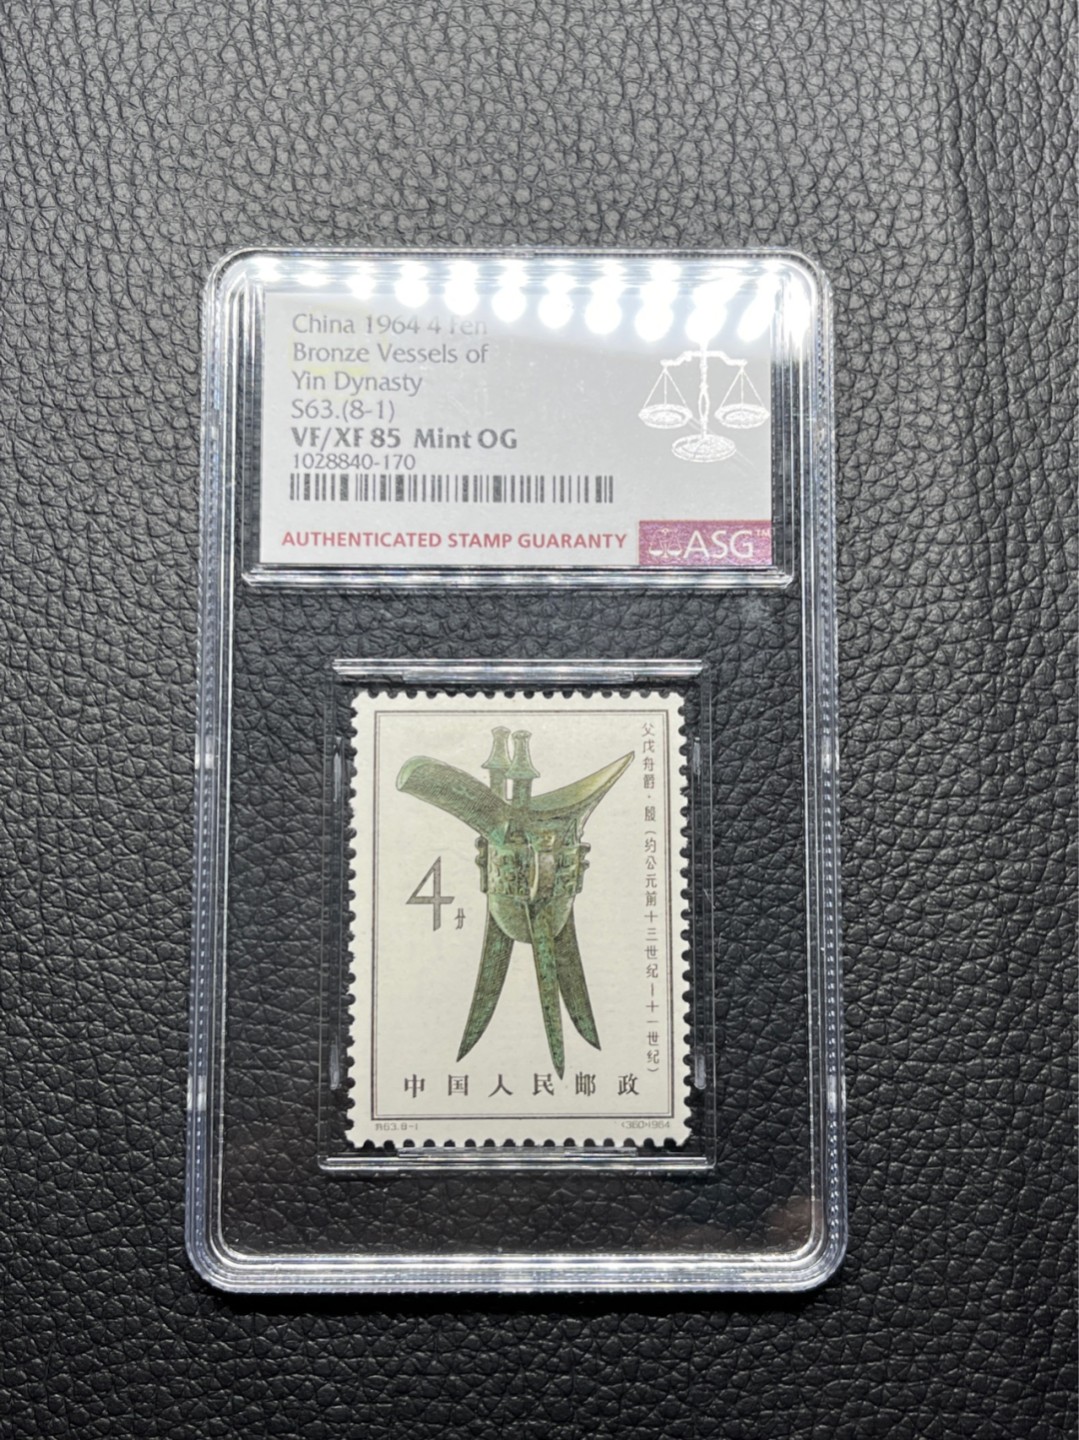 China 1964 4 Fen
Bronze Vessels of
Yin Dynasty
S63.(8-1)
VF/XF 85 Mint OG
1028840-170
AUTHENTICATED STAMP GUARANTY
ASG™
父戊舟爵·殷(约公元前十三世纪—十一世纪)
4分
中国人民邮政
特63.8-1
(360)1964